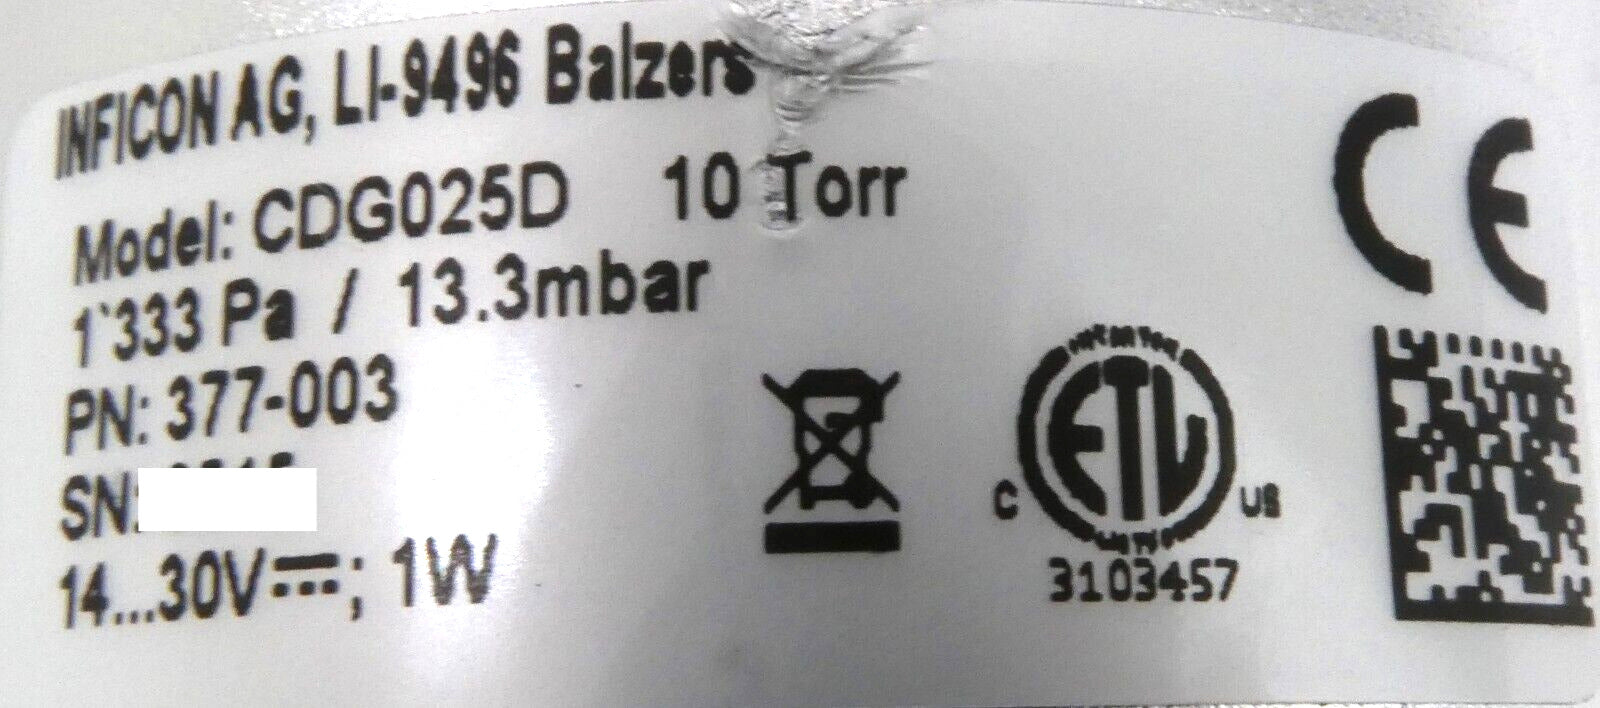 INFICON AG, LI-9496 Balzers
Model: CDG025D 10 Torr
1`333 Pa / 13.3mbar
PN: 377-003
SN:
14...30V⎓; 1W
CE
ETL
C US
3103457